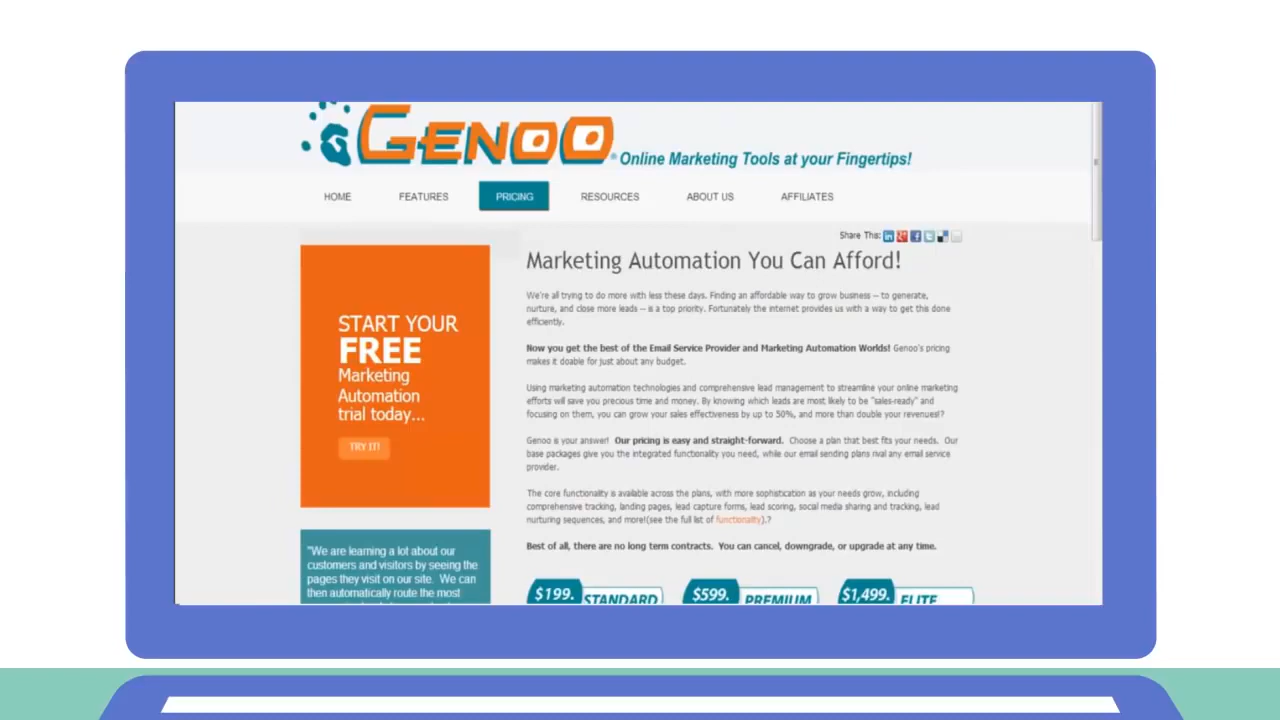 GENOO
Online Marketing Tools at your Fingertips!
HOME FEATURES PRICING RESOURCES ABOUT US AFFILIATES
Share This:
START YOUR
FREE
Marketing
Automation
trial today...
TRY IT!
"We are learning a lot about our
customers and visitors by seeing the
pages they visit on our site. We can
then automatically route the most
Marketing Automation You Can Afford!
We're all trying to do more with less these days. Finding an affordable way to grow business -- to generate,
nurture, and close more leads -- is a top priority. Fortunately the internet provides us with a way to get this done
efficiently.
Now you get the best of the Email Service Provider and Marketing Automation Worlds! Genoo's pricing
makes it doable for just about any budget.
Using marketing automation technologies and comprehensive lead management to streamline your online marketing
efforts will save you precious time and money. By knowing which leads are most likely to be "sales-ready" and
focusing on them, you can grow your sales effectiveness by up to 50%, and more than double your revenues!?
Genoo is your answer! Our pricing is easy and straight-forward. Choose a plan that best fits your needs. Our
base packages give you the integrated functionality you need, while our email sending plans rival any email service
provider.
The core functionality is available across the plans, with more sophistication as your needs grow, including
comprehensive tracking, landing pages, lead capture forms, lead scoring, social media sharing and tracking, lead
nurturing sequences, and more!(see the full list of functionality).?
Best of all, there are no long term contracts. You can cancel, downgrade, or upgrade at any time.
$199. STANDARD $599. PREMIUM $1,499. ELITE